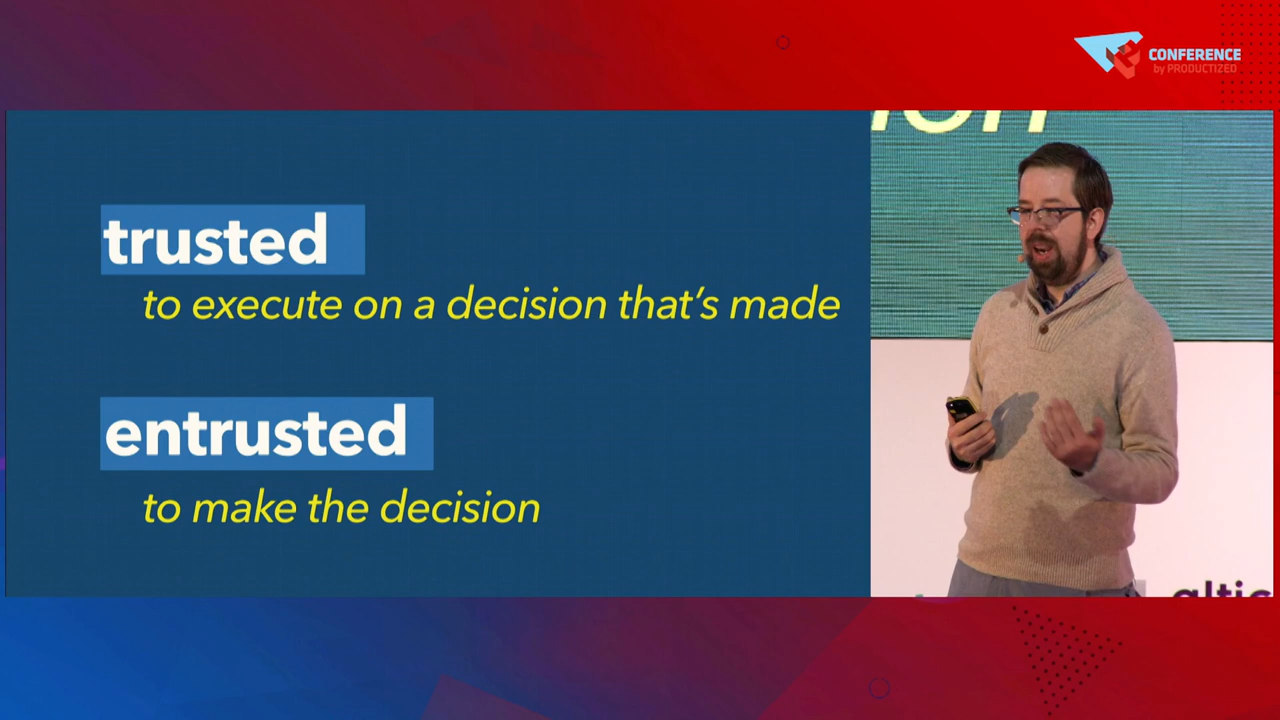 CONFERENCE
by PRODUCTIZED
trusted
to execute on a decision that's made
entrusted
to make the decision